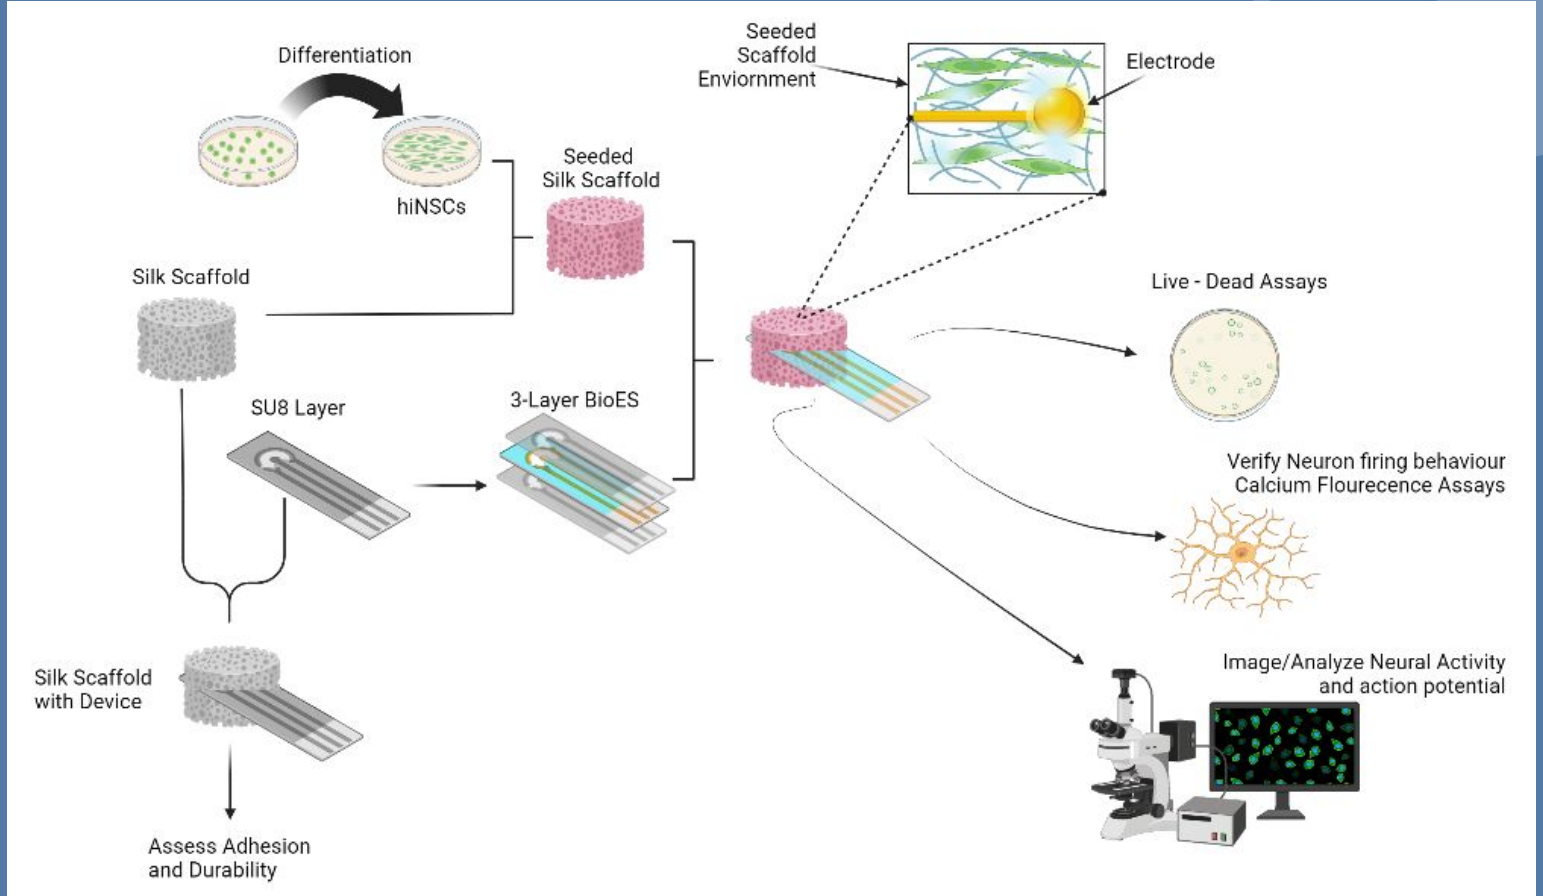 Differentiation
hiNSCs
Seeded
Silk Scaffold
Silk Scaffold
SU8 Layer
3-Layer BioES
Silk Scaffold
with Device
Assess Adhesion
and Durability
Seeded
Scaffold
Enviornment
Electrode
Live - Dead Assays
Verify Neuron firing behaviour
Calcium Flourecence Assays
Image/Analyze Neural Activity
and action potential